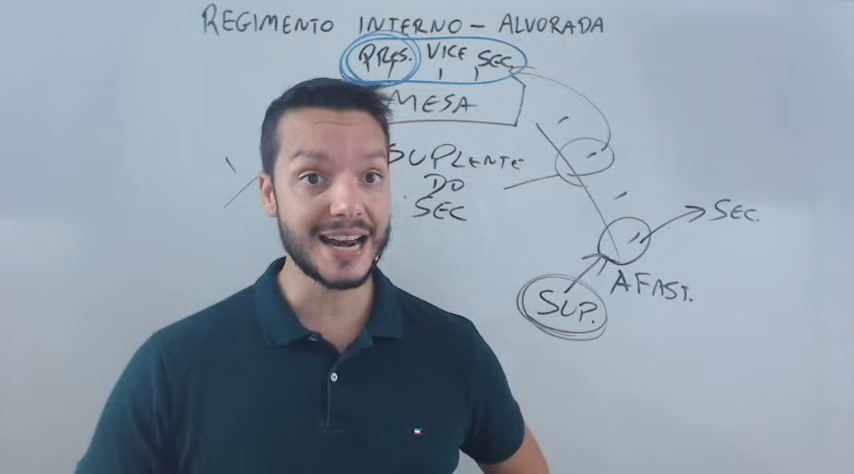 REGIMENTO INTERNO - ALVORADA
PRES. VICE SEC.
MESA
SUPLENTE
DO
SEC
SEC.
AFAST.
SUP.